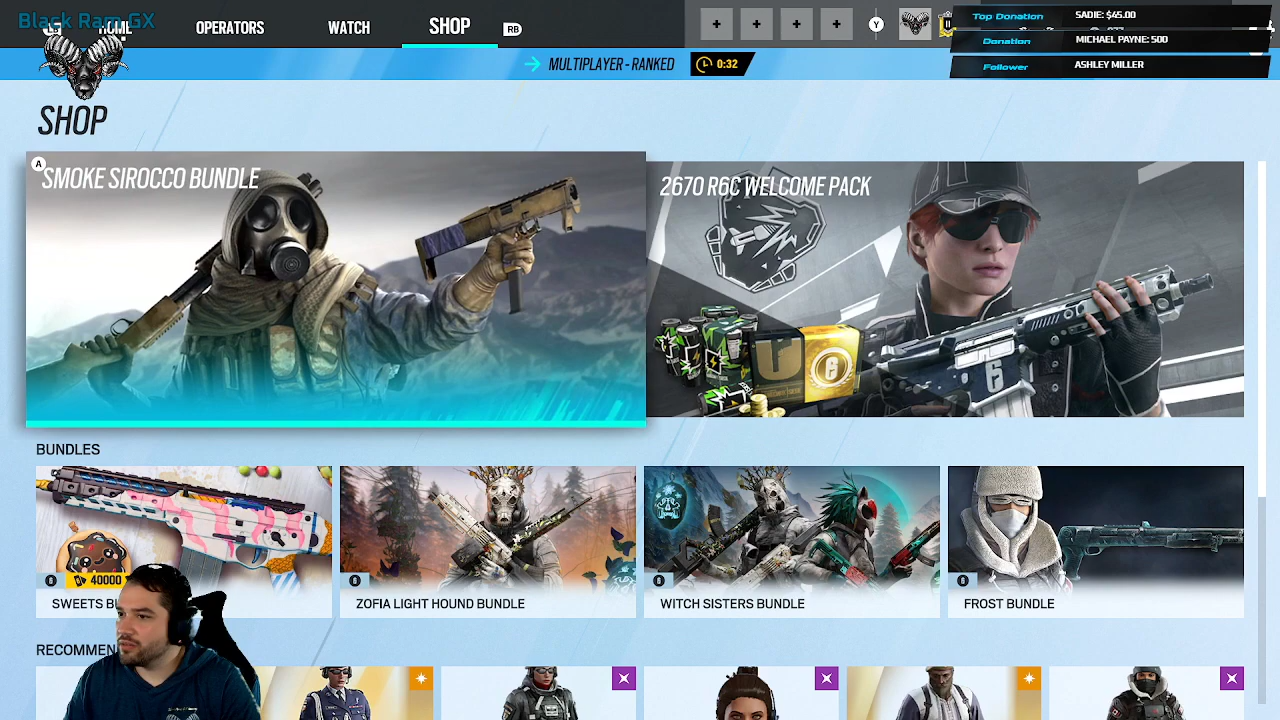 Black Ram GX
HOME
OPERATORS
WATCH
SHOP
RB
+
+
+
+
Y
Top Donation
SADIE: $45.00
Donation
MICHAEL PAYNE: 500
Follower
ASHLEY MILLER
MULTIPLAYER - RANKED
0:32
SHOP
A
SMOKE SIROCCO BUNDLE
2670 R6C WELCOME PACK
BUNDLES
40000
SWEETS BU
ZOFIA LIGHT HOUND BUNDLE
WITCH SISTERS BUNDLE
FROST BUNDLE
RECOMMEN